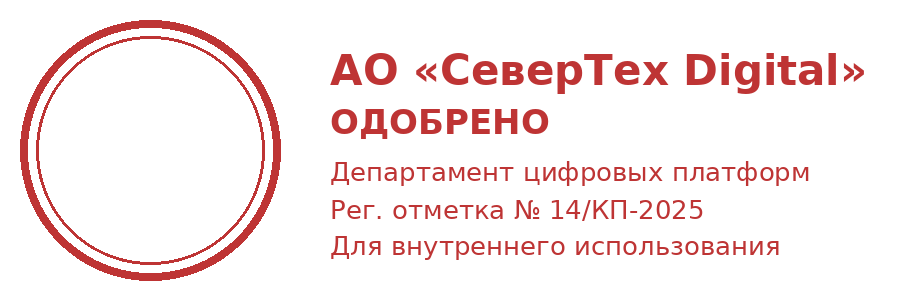 АО «СеверТех Digital»
ОДОБРЕНО
Департамент цифровых платформ
Рег. отметка № 14/КП-2025
Для внутреннего использования